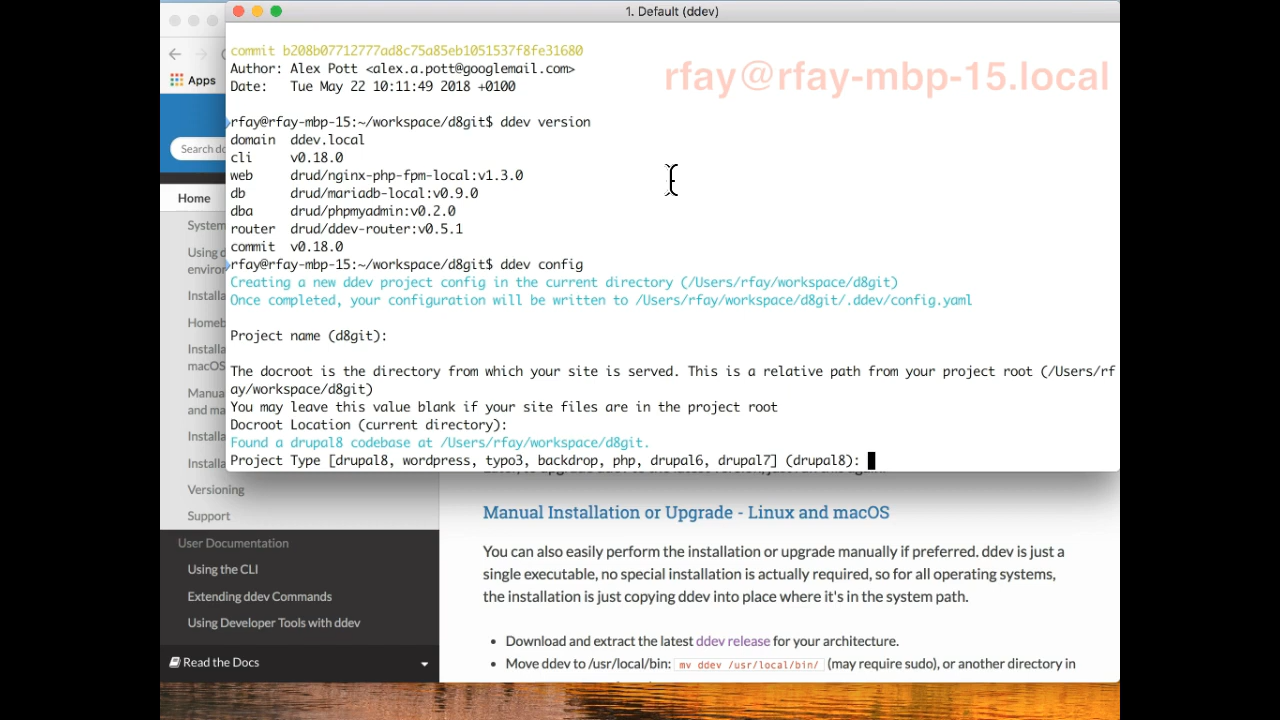 1. Default (ddev)
commit b208b07712777ad8c75a85eb1051537f8fe31680
Author: Alex Pott <alex.a.pott@googlemail.com>
Date:   Tue May 22 10:11:49 2018 +0100
rfay@rfay-mbp-15.local
rfay@rfay-mbp-15:~/workspace/d8git$ ddev version
domain  ddev.local
cli     v0.18.0
web     drud/nginx-php-fpm-local:v1.3.0
db      drud/mariadb-local:v0.9.0
dba     drud/phpmyadmin:v0.2.0
router  drud/ddev-router:v0.5.1
commit  v0.18.0
rfay@rfay-mbp-15:~/workspace/d8git$ ddev config
Creating a new ddev project config in the current directory (/Users/rfay/workspace/d8git)
Once completed, your configuration will be written to /Users/rfay/workspace/d8git/.ddev/config.yaml
Project name (d8git):
The docroot is the directory from which your site is served. This is a relative path from your project root (/Users/rf
ay/workspace/d8git)
You may leave this value blank if your site files are in the project root
Docroot Location (current directory):
Found a drupal8 codebase at /Users/rfay/workspace/d8git.
Project Type [drupal8, wordpress, typo3, backdrop, php, drupal6, drupal7] (drupal8):
Apps
Search do
Home
System
Using d
enviro
Installa
Homeb
Installa
macOS
Manua
and ma
Installa
Installa
Versioning
Support
User Documentation
Using the CLI
Extending ddev Commands
Using Developer Tools with ddev
Read the Docs
Manual Installation or Upgrade - Linux and macOS
You can also easily perform the installation or upgrade manually if preferred. ddev is just a
single executable, no special installation is actually required, so for all operating systems,
the installation is just copying ddev into place where it's in the system path.
• Download and extract the latest ddev release for your architecture.
• Move ddev to /usr/local/bin: mv ddev /usr/local/bin/ (may require sudo), or another directory in